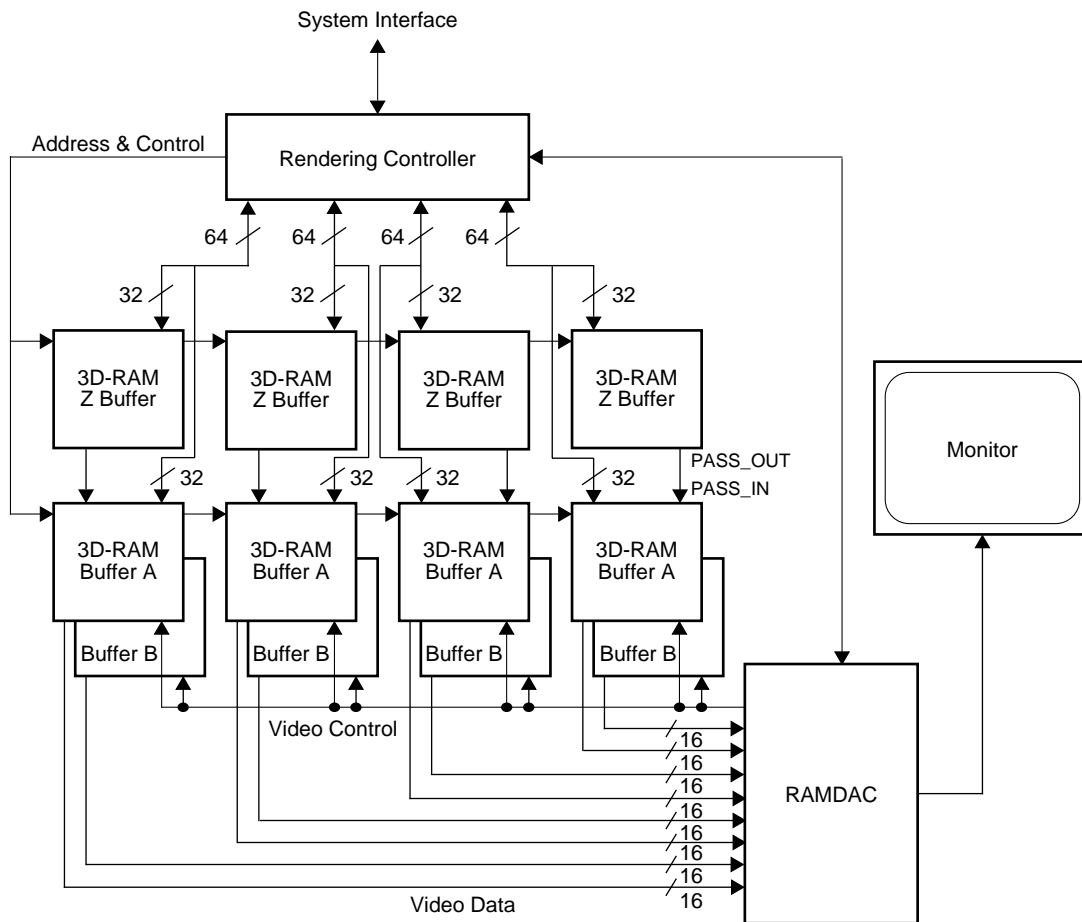 System Interface
Address & Control
Rendering Controller
64
64
64
64
32
32
32
32
3D-RAM
Z Buffer
3D-RAM
Z Buffer
3D-RAM
Z Buffer
3D-RAM
Z Buffer
Monitor
PASS_OUT
PASS_IN
32
32
32
32
3D-RAM
Buffer A
3D-RAM
Buffer A
3D-RAM
Buffer A
3D-RAM
Buffer A
Buffer B
Buffer B
Buffer B
Buffer B
Video Control
16
16
16
16
16
16
16
16
RAMDAC
Video Data